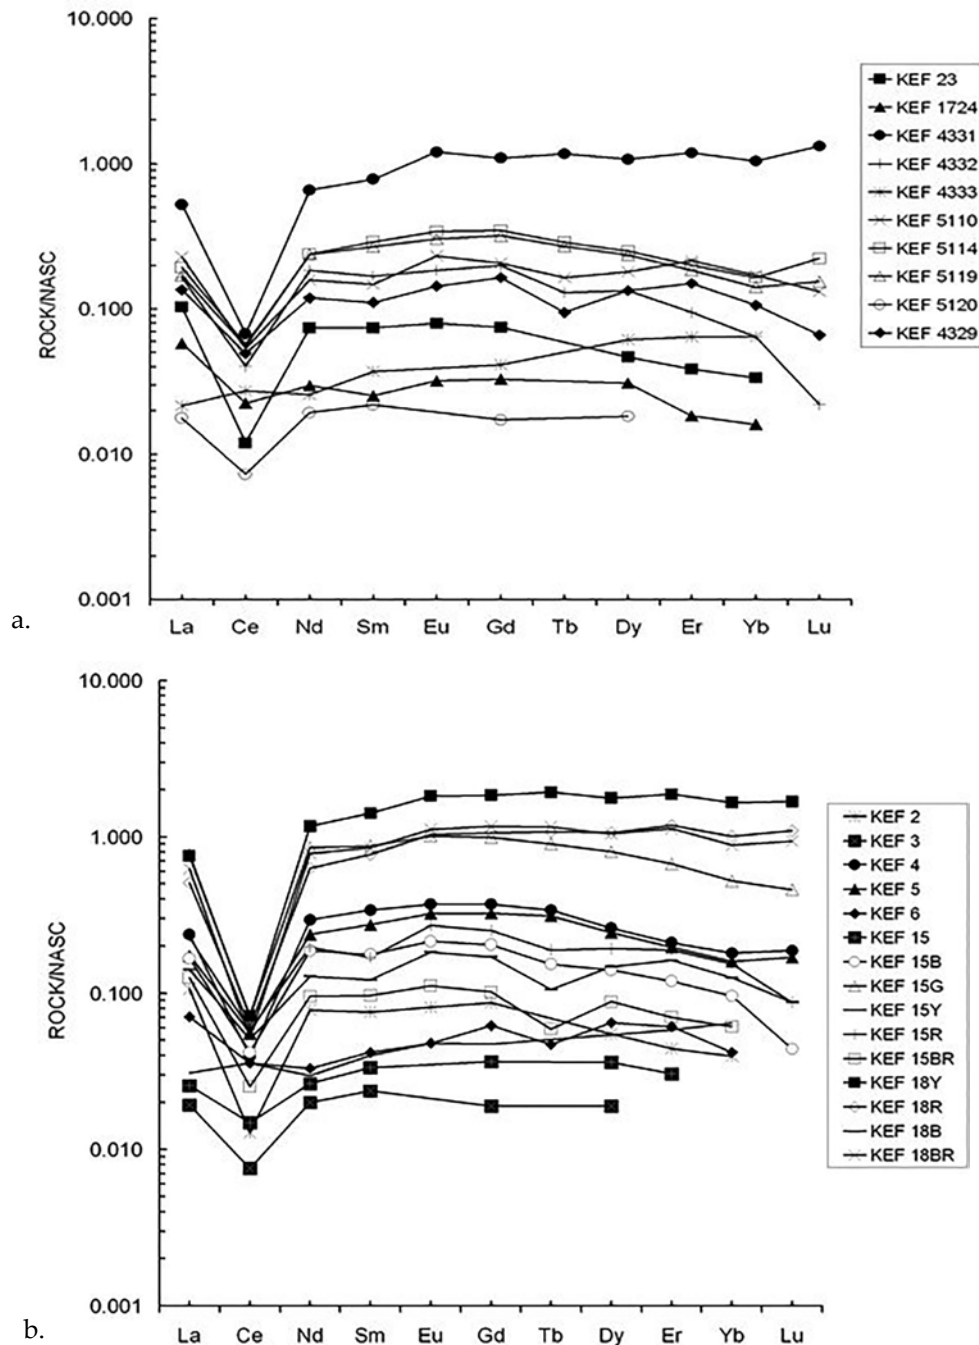 10.000
1.000
0.100
0.010
0.001
ROCK/NASC
La Ce Nd Sm Eu Gd Tb Dy Er Yb Lu
KEF 23
KEF 1724
KEF 4331
KEF 4332
KEF 4333
KEF 5110
KEF 5114
KEF 5119
KEF 5120
KEF 4329
a.
10.000
1.000
0.100
0.010
0.001
ROCK/NASC
La Ce Nd Sm Eu Gd Tb Dy Er Yb Lu
KEF 2
KEF 3
KEF 4
KEF 5
KEF 6
KEF 15
KEF 15B
KEF 15G
KEF 15Y
KEF 15R
KEF 15BR
KEF 18Y
KEF 18R
KEF 18B
KEF 18BR
b.